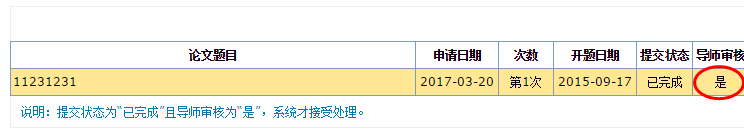 论文题目 申请日期 次数 开题日期 提交状态 导师审核
11231231 2017-03-20 第1次 2015-09-17 已完成 是
说明：提交状态为“已完成”且导师审核为“是”，系统才接受处理。